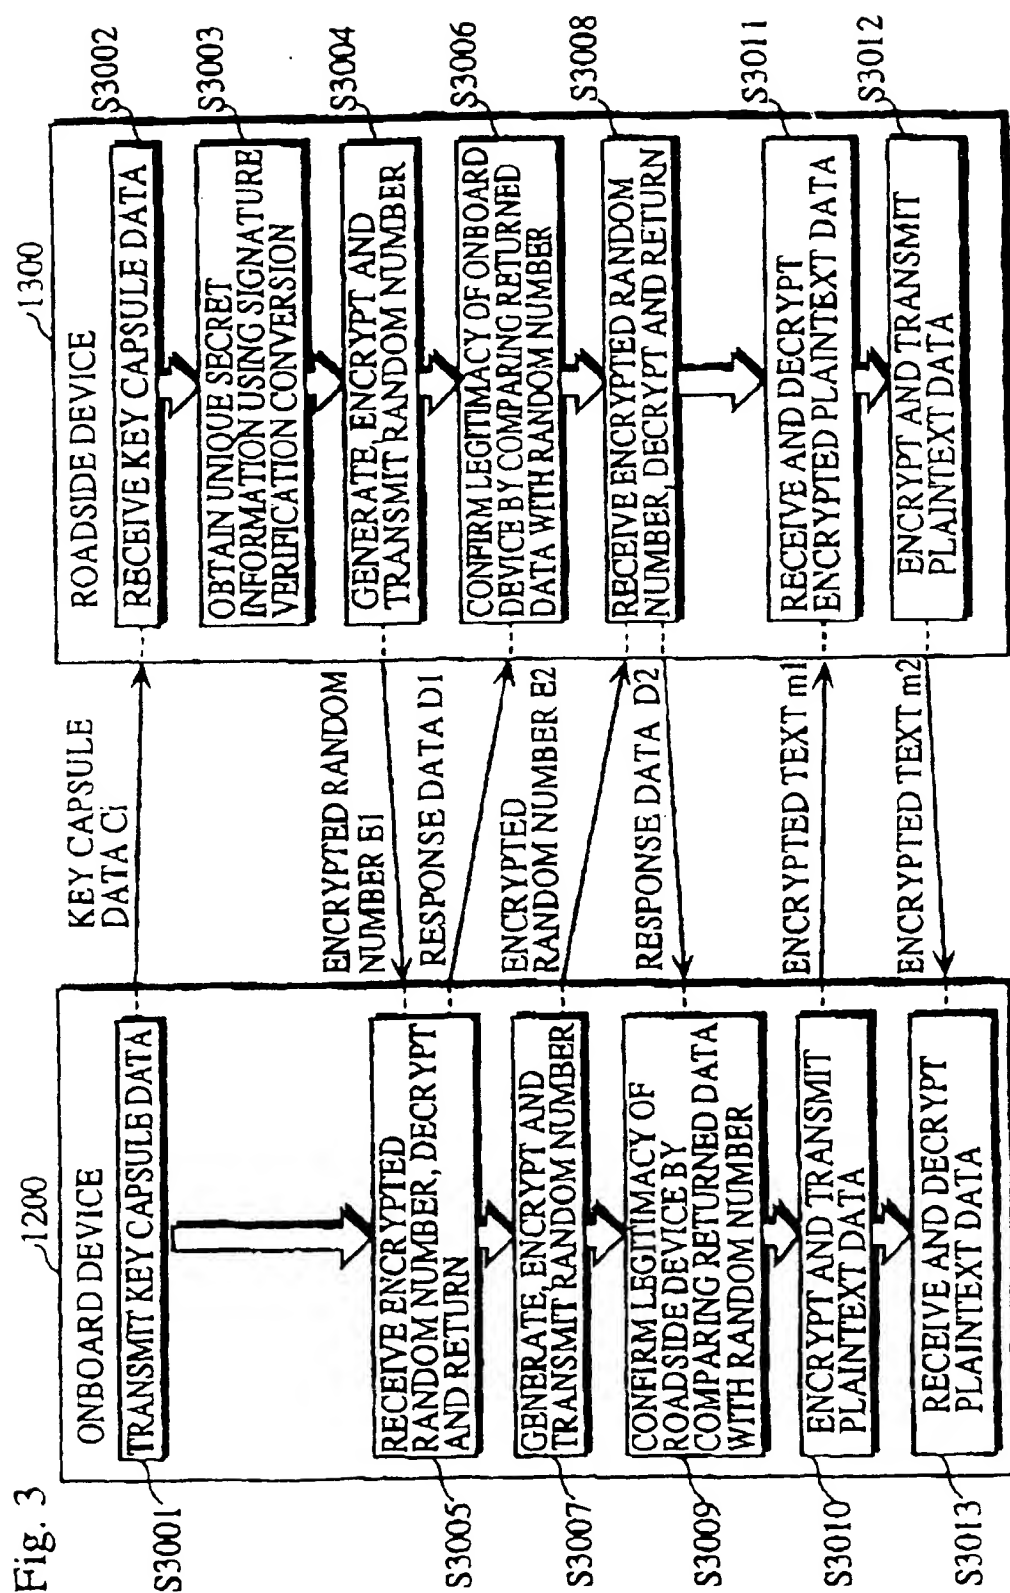 Fig. 3
1200
ONBOARD DEVICE
S3001
TRANSMIT KEY CAPSULE DATA
S3005
RECEIVE ENCRYPTED
RANDOM NUMBER, DECRYPT
AND RETURN
S3007
GENERATE, ENCRYPT AND
TRANSMIT RANDOM NUMBER
S3009
CONFIRM LEGITIMACY OF
ROADSIDE DEVICE BY
COMPARING RETURNED DATA
WITH RANDOM NUMBER
S3010
ENCRYPT AND TRANSMIT
PLAINTEXT DATA
S3013
RECEIVE AND DECRYPT
PLAINTEXT DATA
KEY CAPSULE
DATA Ci
ENCRYPTED RANDOM
NUMBER E1
RESPONSE DATA D1
ENCRYPTED
RANDOM NUMBER E2
RESPONSE DATA D2
ENCRYPTED TEXT m1
ENCRYPTED TEXT m2
1300
ROADSIDE DEVICE
RECEIVE KEY CAPSULE DATA
S3002
OBTAIN UNIQUE SECRET
INFORMATION USING SIGNATURE
VERIFICATION CONVERSION
S3003
GENERATE, ENCRYPT AND
TRANSMIT RANDOM NUMBER
S3004
CONFIRM LEGITIMACY OF ONBOARD
DEVICE BY COMPARING RETURNED
DATA WITH RANDOM NUMBER
S3006
RECEIVE ENCRYPTED RANDOM
NUMBER, DECRYPT AND RETURN
S3008
RECEIVE AND DECRYPT
ENCRYPTED PLAINTEXT DATA
S3011
ENCRYPT AND TRANSMIT
PLAINTEXT DATA
S3012